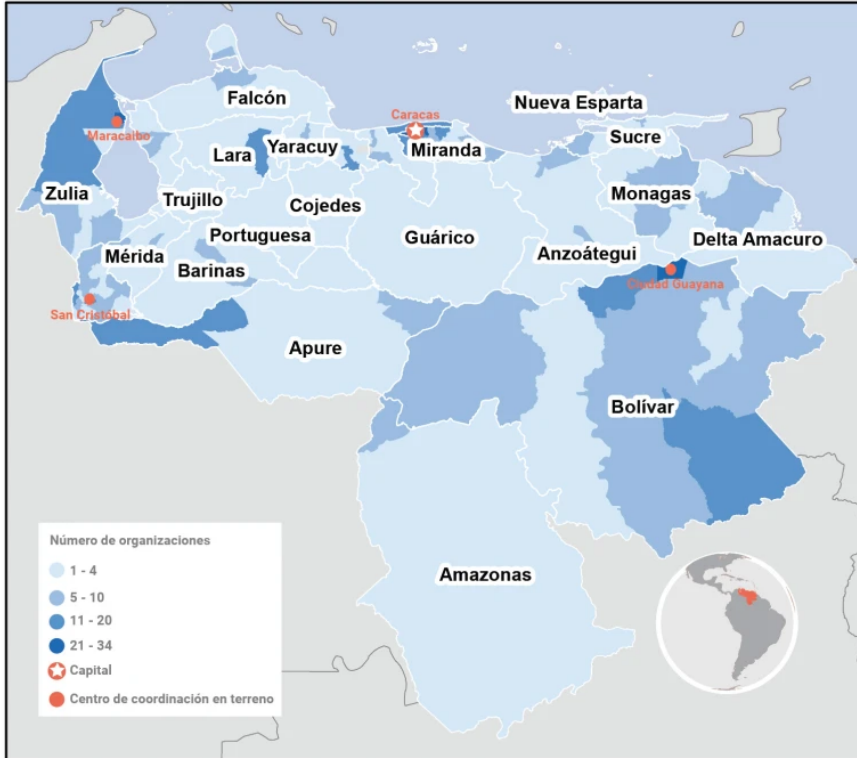 Nueva Esparta
Falcón
Caracas
Maracaibo
Sucre
Yaracuy
Miranda
Lara
Zulia
Monagas
Trujillo
Cojedes
Portuguesa
Guárico
Delta Amacuro
Mérida
Anzoátegui
Barinas
Ciudad Guayana
San Cristóbal
Apure
Bolívar
Amazonas
Número de organizaciones
1 - 4
5 - 10
11 - 20
21 - 34
Capital
Centro de coordinación en terreno